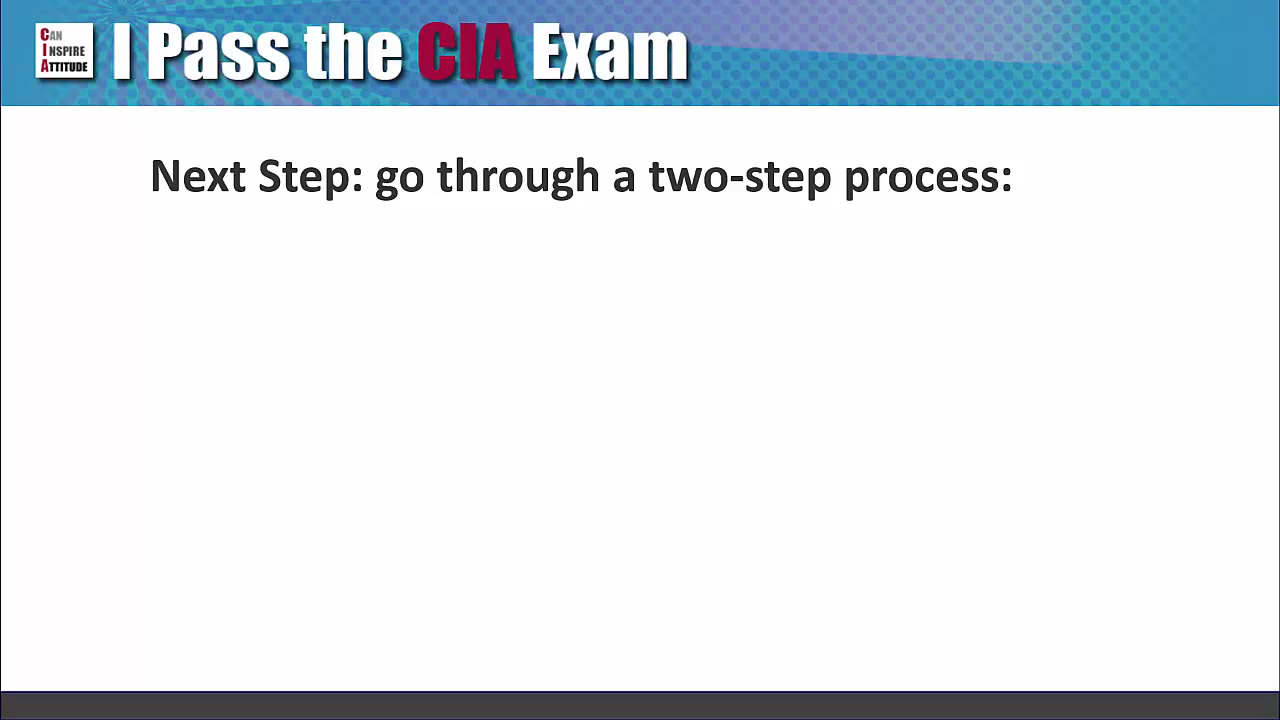 CAN
INSPIRE
ATTITUDE
I Pass the CIA Exam
Next Step: go through a two-step process: